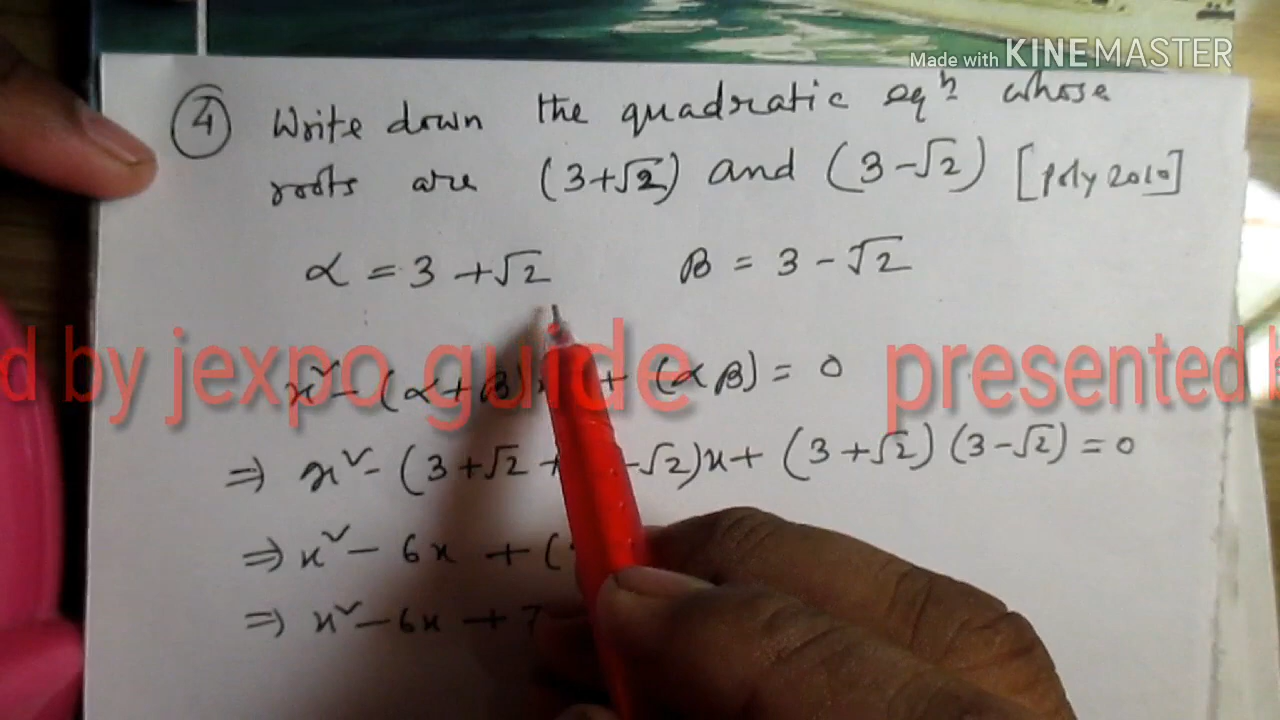 Made with KINEMASTER
④ Write down the quadratic eqⁿ whose
roots are (3+√2) and (3-√2) [poly 2010]
α = 3 + √2 β = 3 - √2
d by jexpo guide presented b
x² - (α + β) + (α β) = 0
⇒ x² - (3 + √2 + - √2)x + (3 + √2) (3 - √2) = 0
⇒ x² - 6x + (
⇒ x² - 6x + 7